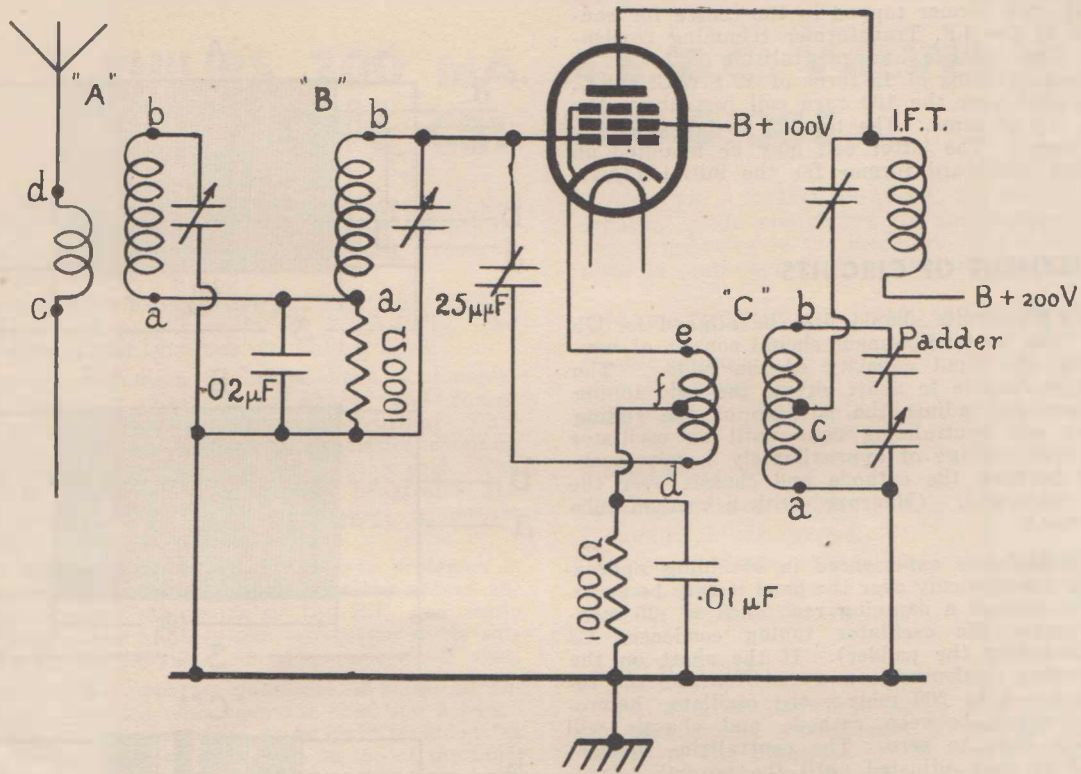 "A"
b
d
c
a
.02µF
1000Ω
"B"
b
a
25µµF
B+ 100V
I.F.T.
B+ 200V
"C"
b
Padder
c
a
e
f
d
1000Ω
.01µF